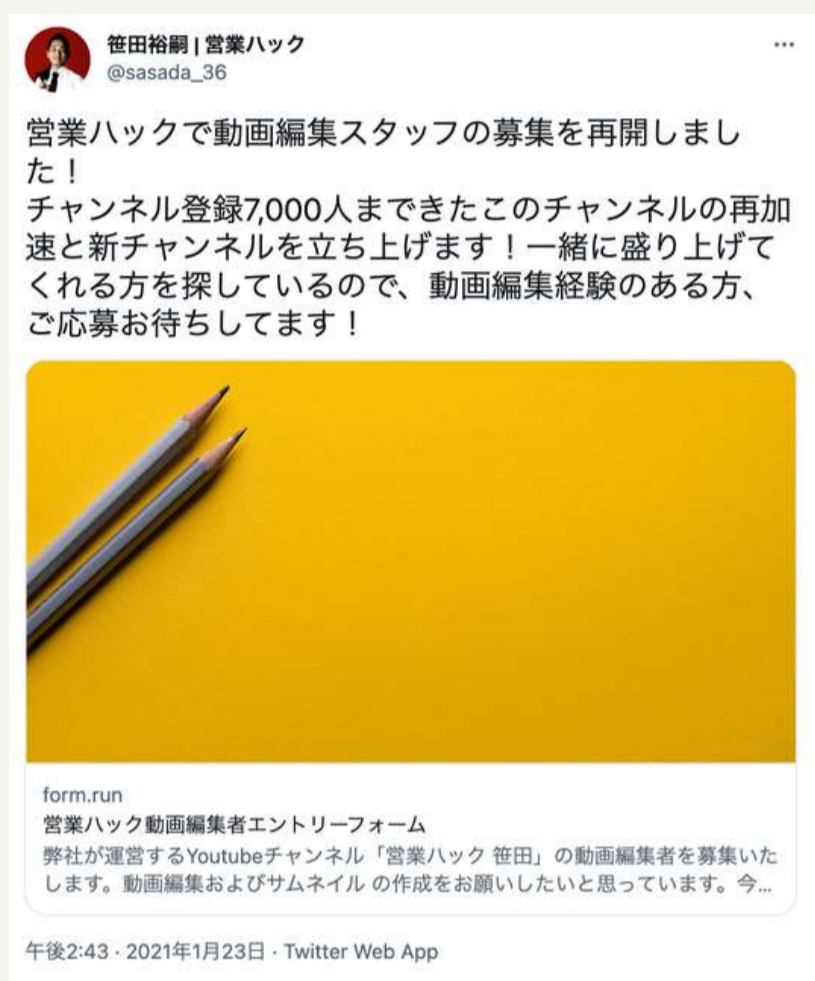 笹田裕嗣 | 営業ハック
@sasada_36
営業ハックで動画編集スタッフの募集を再開しまし
た！
チャンネル登録7,000人まできたこのチャンネルの再加
速と新チャンネルを立ち上げます！一緒に盛り上げて
くれる方を探しているので、動画編集経験のある方、
ご応募お待ちしてます！
form.run
営業ハック動画編集者エントリーフォーム
弊社が運営するYoutubeチャンネル「営業ハック 笹田」の動画編集者を募集いた
します。動画編集およびサムネイル の作成をお願いしたいと思っています。今...
午後2:43 · 2021年1月23日 · Twitter Web App